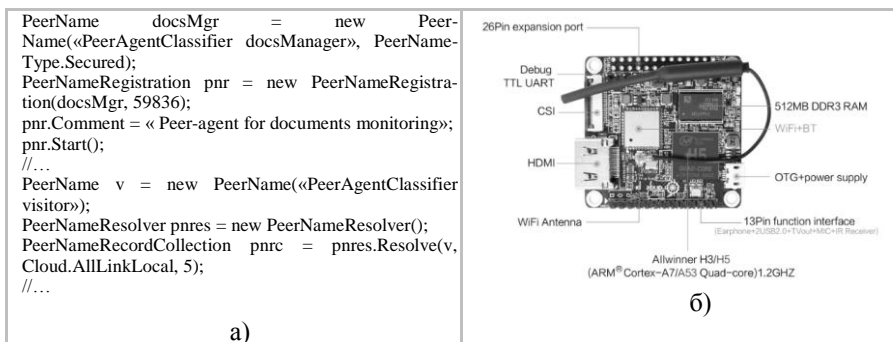 PeerName docsMgr = new Peer-
Name(«PeerAgentClassifier docsManager», PeerName-
Type.Secured);
PeerNameRegistration pnr = new PeerNameRegistra-
tion(docsMgr, 59836);
pnr.Comment = « Peer-agent for documents monitoring»;
pnr.Start();
//…
PeerName v = new PeerName(«PeerAgentClassifier
visitor»);
PeerNameResolver pnres = new PeerNameResolver();
PeerNameRecordCollection pnrc = pnres.Resolve(v,
Cloud.AllLinkLocal, 5);
//…
а)
26Pin expansion port
Debug
TTL UART
CSI
HDMI
WiFi Antenna
512MB DDR3 RAM
WiFi+BT
OTG+power supply
13Pin function interface
(Earphone+2USB2.0+TVout+MIC+IR Receiver)
Allwinner H3/H5
(ARM®Cortex-A7/A53 Quad-core)1.2GHZ
H5
б)